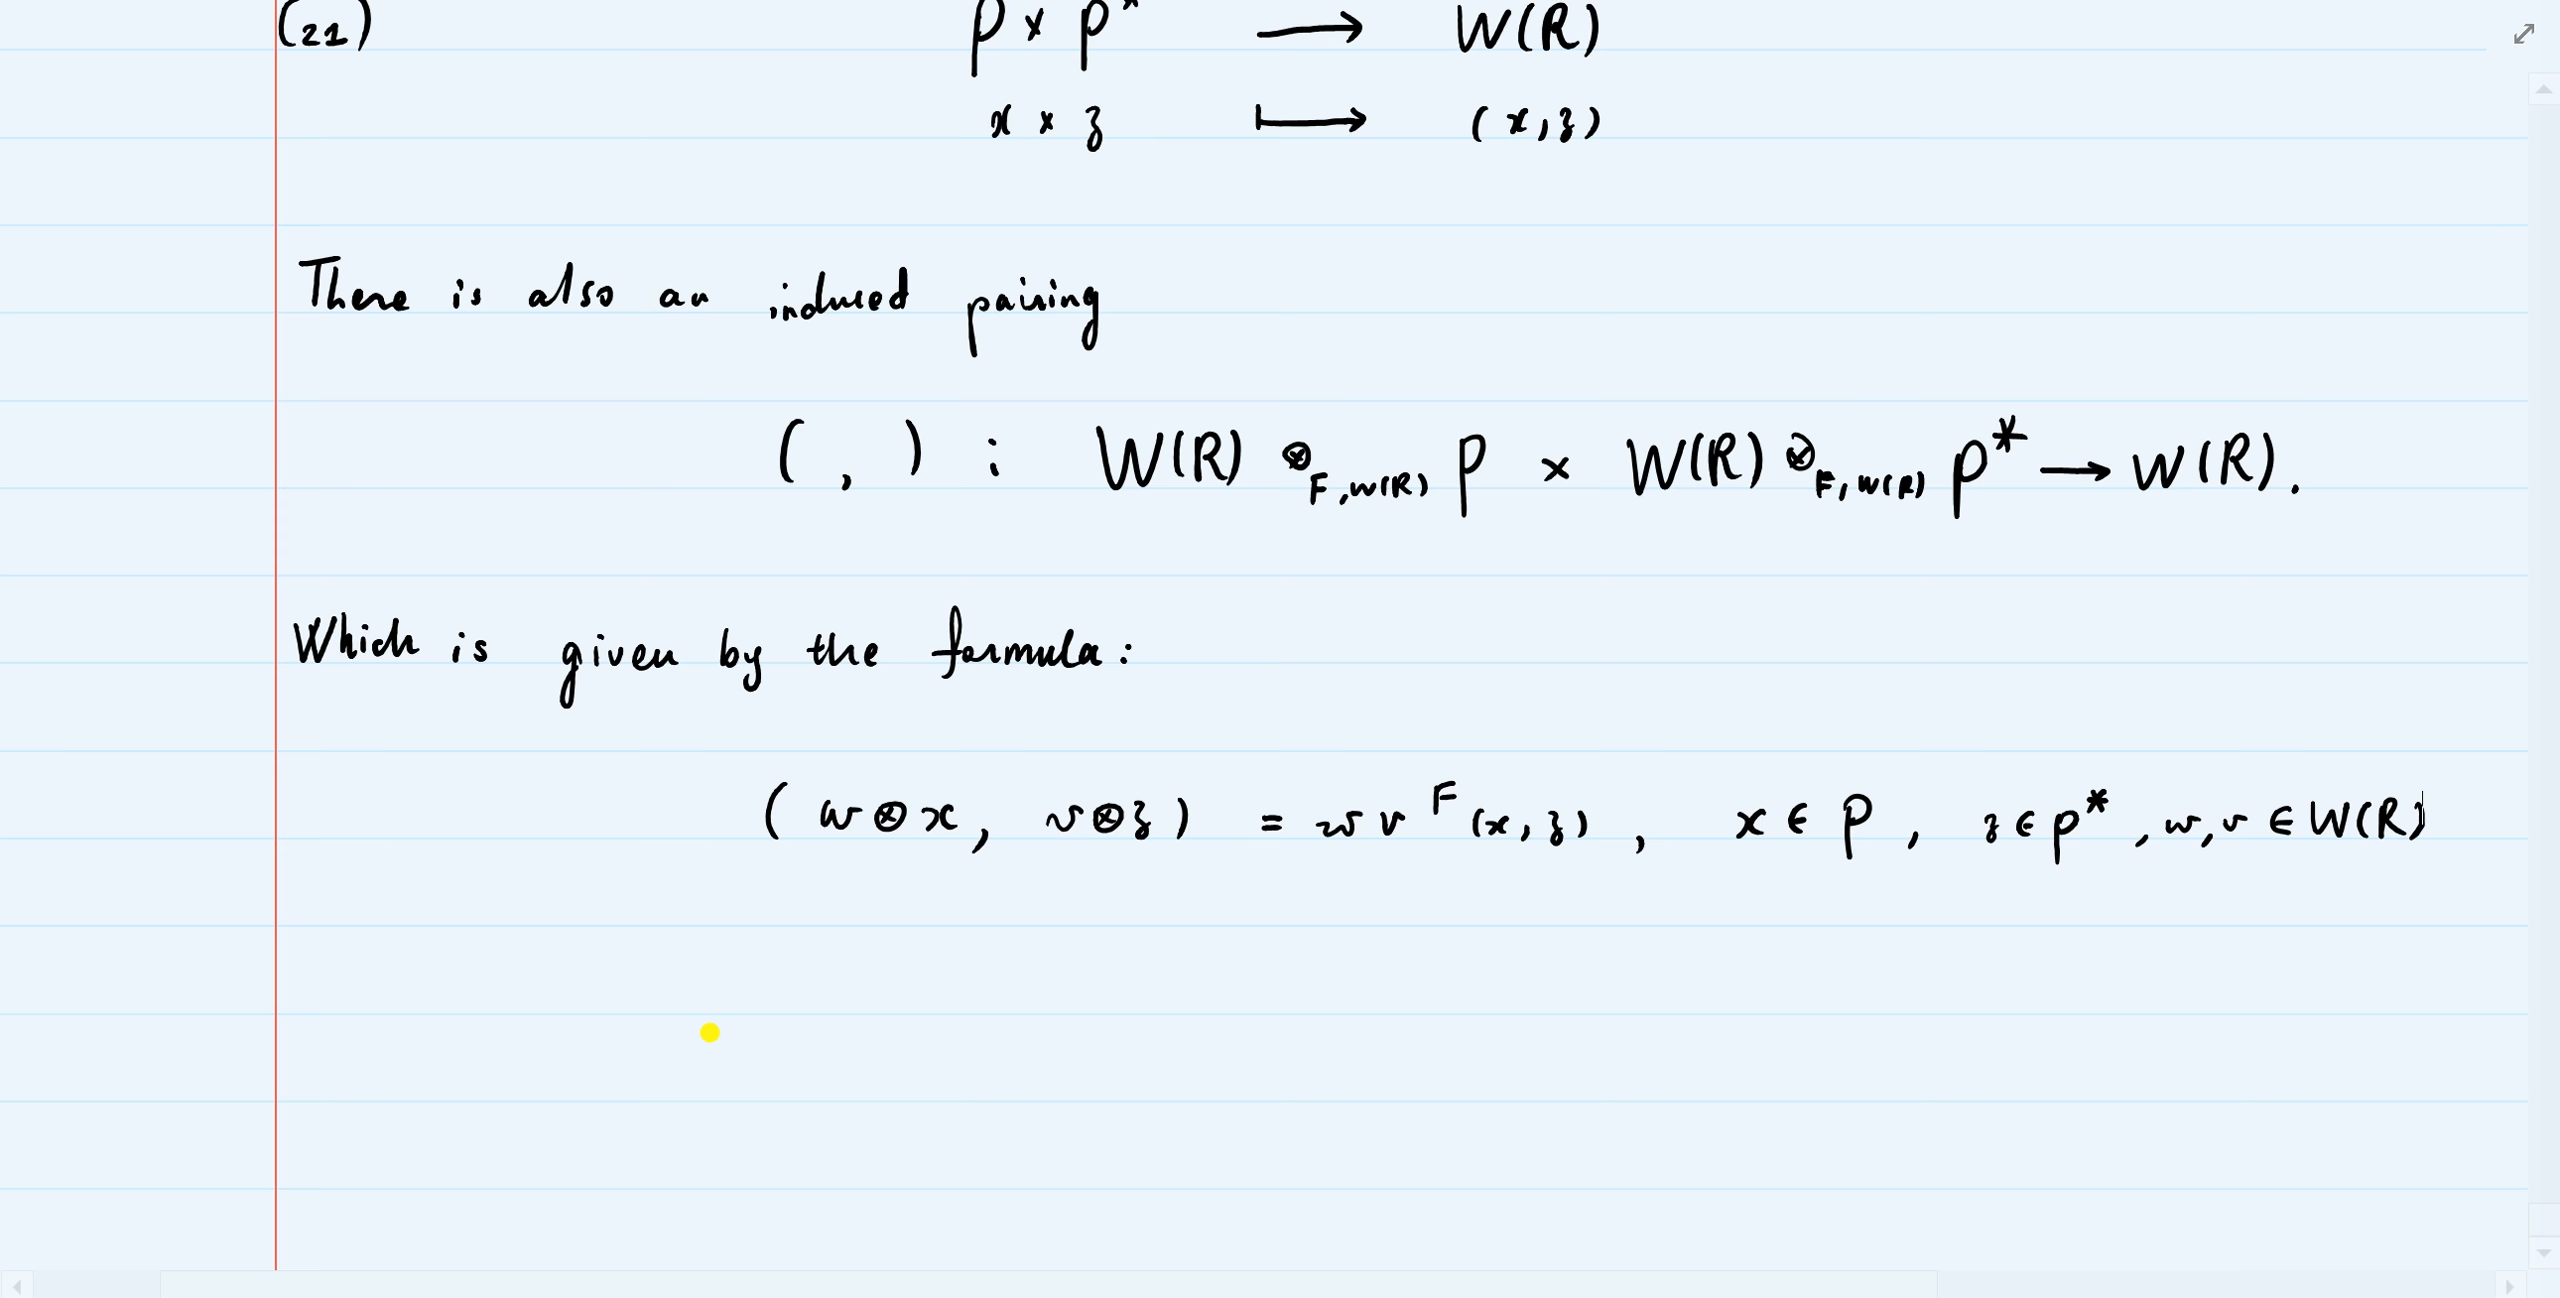 (21) P × P* ⟶ W(R)
x × z ⟼ (x, z)
There is also an induced pairing
( , ) : W(R) ⊗_{F,W(R)} P × W(R) ⊗_{F,W(R)} P* ⟶ W(R).
Which is given by the formula:
(w⊗x, v⊗z) = w v ^F(x, z), x ∈ P, z ∈ P*, w, v ∈ W(R)